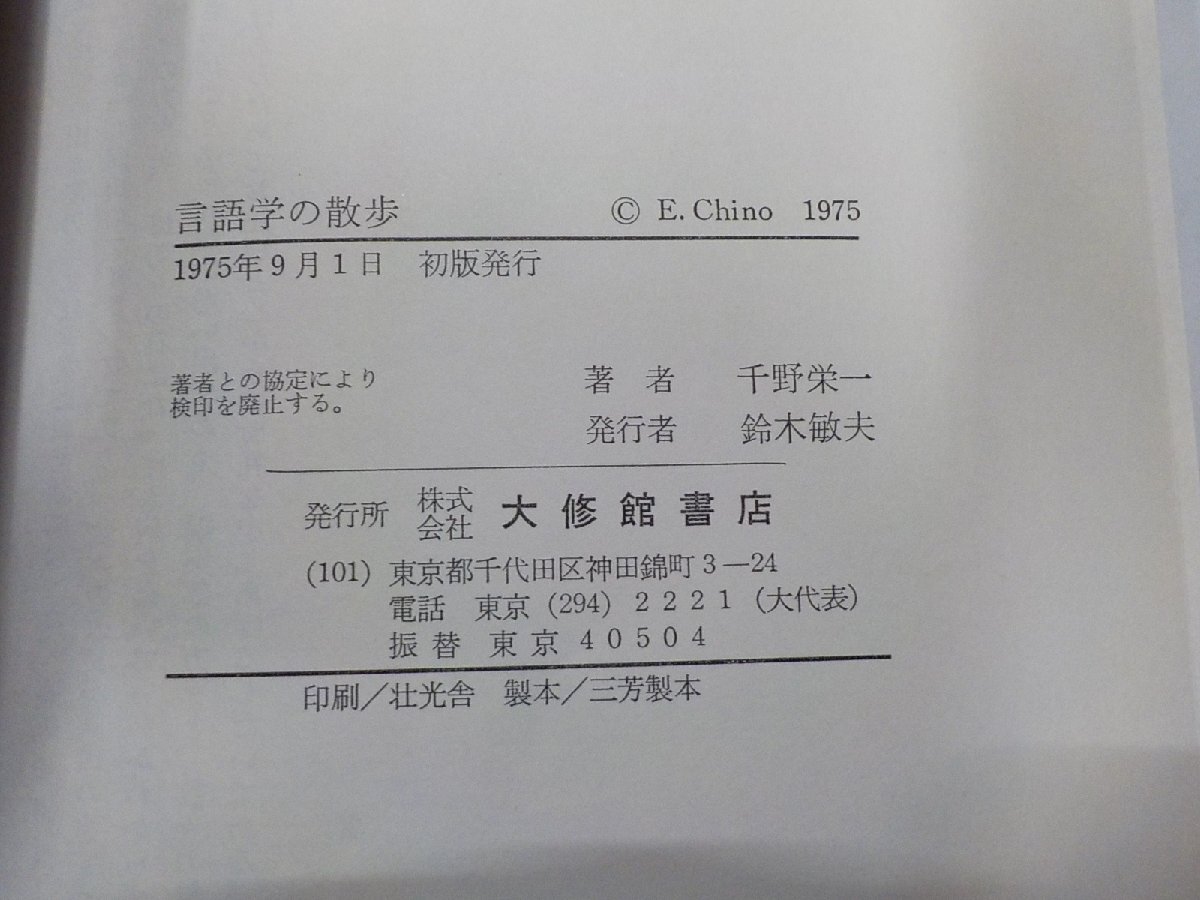 言語学の散歩 © E. Chino 1975
1975年9月1日 初版発行
著者との協定により
検印を廃止する。
著者 千野栄一
発行者 鈴木敏夫
発行所 株式会社 大修館書店
(101) 東京都千代田区神田錦町3—24
電話 東京 (294) 2221 (大代表)
振替 東京 40504
印刷/壮光舎 製本/三芳製本